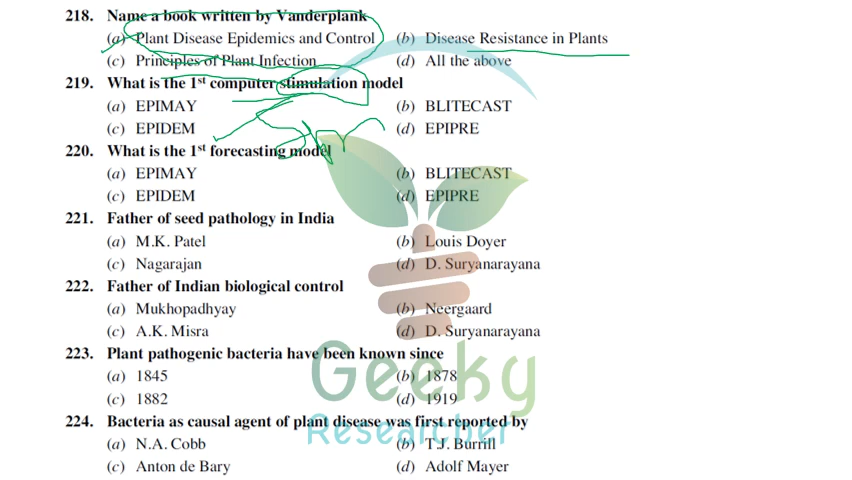 218. Name a book written by Vanderplank
(a) Plant Disease Epidemics and Control (b) Disease Resistance in Plants
(c) Principles of Plant Infection (d) All the above
219. What is the 1st computer stimulation model
(a) EPIMAY (b) BLITECAST
(c) EPIDEM (d) EPIPRE
220. What is the 1st forecasting model
(a) EPIMAY (b) BLITECAST
(c) EPIDEM (d) EPIPRE
221. Father of seed pathology in India
(a) M.K. Patel (b) Louis Doyer
(c) Nagarajan (d) D. Suryanarayana
222. Father of Indian biological control
(a) Mukhopadhyay (b) Neergaard
(c) A.K. Misra (d) D. Suryanarayana
223. Plant pathogenic bacteria have been known since
(a) 1845 (b) 1878
(c) 1882 (d) 1919
224. Bacteria as causal agent of plant disease was first reported by
(a) N.A. Cobb (b) T.J. Burrill
(c) Anton de Bary (d) Adolf Mayer
Geeky
Researcher